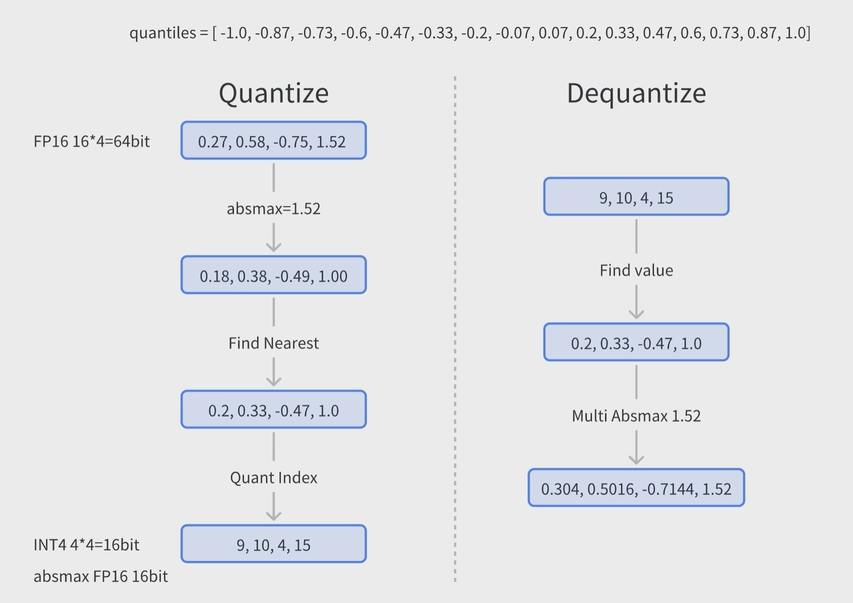 quantiles = [ -1.0, -0.87, -0.73, -0.6, -0.47, -0.33, -0.2, -0.07, 0.07, 0.2, 0.33, 0.47, 0.6, 0.73, 0.87, 1.0]
Quantize
FP16 16*4=64bit
0.27, 0.58, -0.75, 1.52
absmax=1.52
0.18, 0.38, -0.49, 1.00
Find Nearest
0.2, 0.33, -0.47, 1.0
Quant Index
INT4 4*4=16bit
9, 10, 4, 15
absmax FP16 16bit
Dequantize
9, 10, 4, 15
Find value
0.2, 0.33, -0.47, 1.0
Multi Absmax 1.52
0.304, 0.5016, -0.7144, 1.52